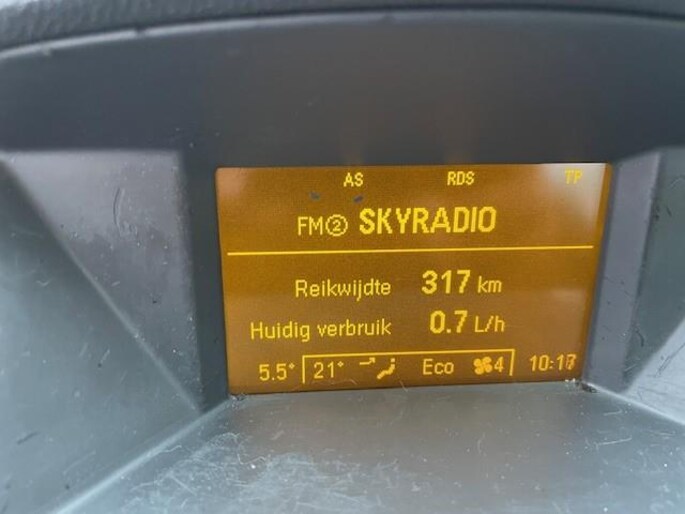 AS RDS TP
FM② SKYRADIO
Reikwijdte 317 km
Huidig verbruik 0.7 L/h
5.5° 21° Eco 4